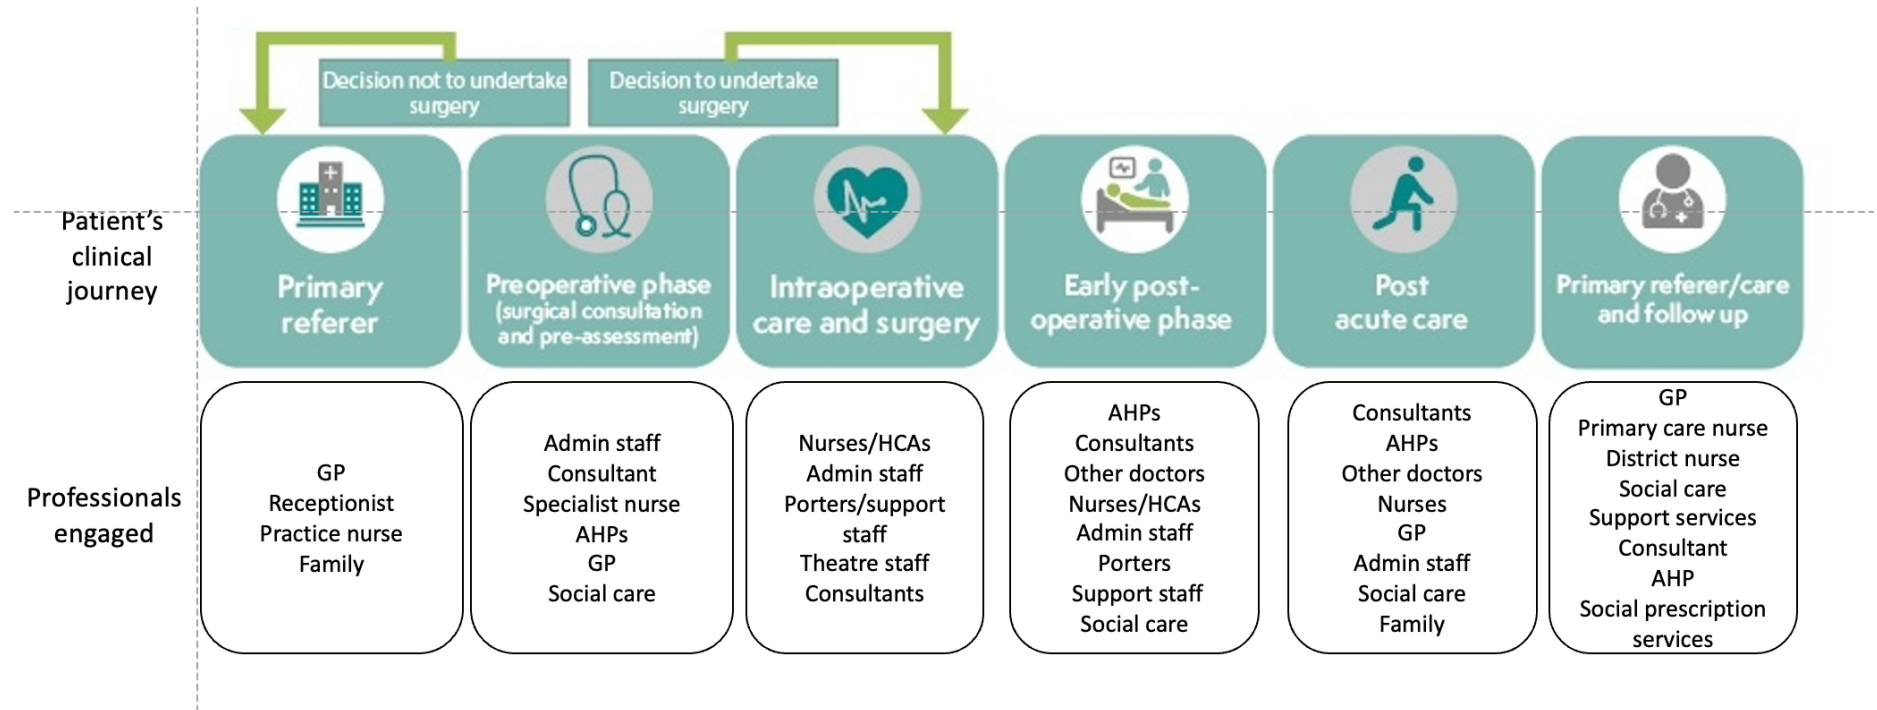 Decision not to undertake
surgery
Decision to undertake
surgery
Patient's
clinical
journey
Primary
referer
Preoperative phase
(surgical consultation
and pre-assessment)
Intraoperative
care and surgery
Early post-
operative phase
Post
acute care
Primary referer/care
and follow up
Professionals
engaged
GP
Receptionist
Practice nurse
Family
Admin staff
Consultant
Specialist nurse
AHPs
GP
Social care
Nurses/HCAs
Admin staff
Porters/support
staff
Theatre staff
Consultants
AHPs
Consultants
Other doctors
Nurses/HCAs
Admin staff
Porters
Support staff
Social care
Consultants
AHPs
Other doctors
Nurses
GP
Admin staff
Social care
Family
GP
Primary care nurse
District nurse
Social care
Support services
Consultant
AHP
Social prescription
services